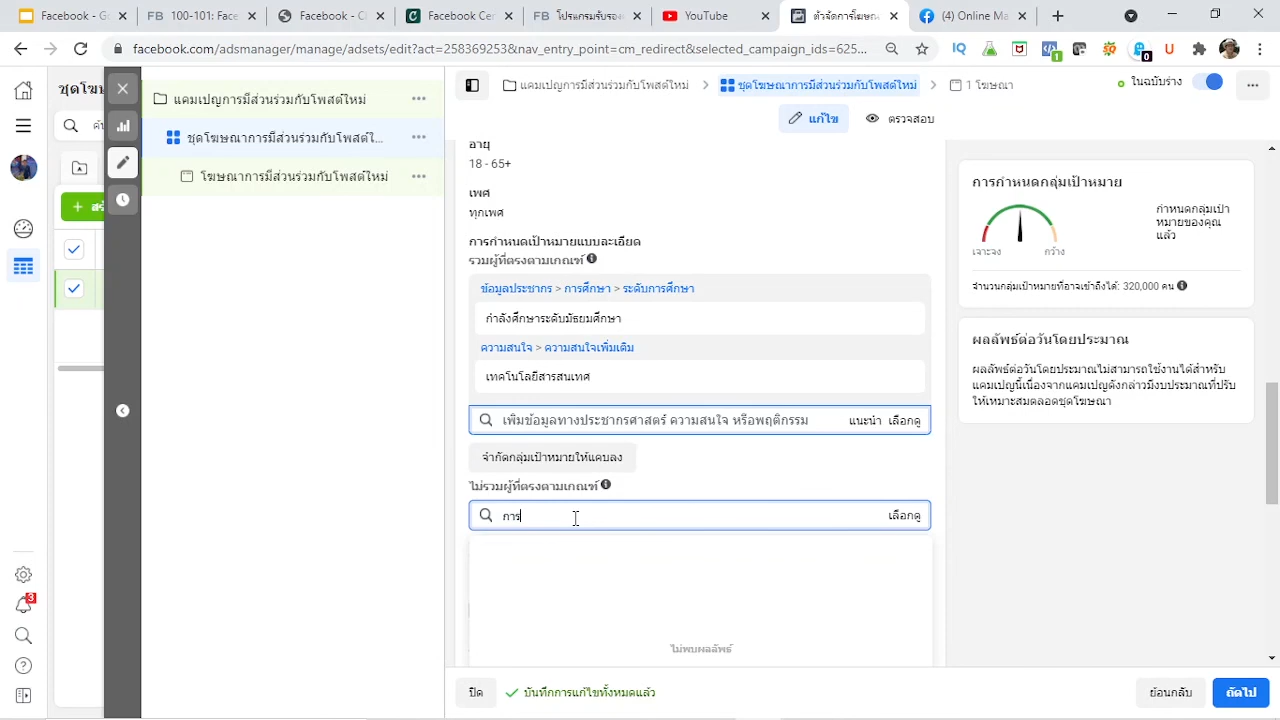 Facebook - G
FB 100-101: Fac
Facebook - C
Facebook Cer
FB โปรแกรมรับรอง
YouTube
ตัวจัดการโฆษณ
(4) Online Ma
facebook.com/adsmanager/manage/adsets/edit?act=258369253&nav_entry_point=cm_redirect&selected_campaign_ids=625...
IQ
1
0
ชุดโฆษ
ค้น
+ สร้
3
แคมเปญการมีส่วนร่วมกับโพสต์ใหม่
ชุดโฆษณาการมีส่วนร่วมกับโพสต์ใ...
โฆษณาการมีส่วนร่วมกับโพสต์ใหม่
แคมเปญการมีส่วนร่วมกับโพสต์ใหม่ > ชุดโฆษณาการมีส่วนร่วมกับโพสต์ใหม่ > 1 โฆษณา
ในฉบับร่าง
แก้ไข
ตรวจสอบ
อายุ
18 - 65+
เพศ
ทุกเพศ
การกำหนดเป้าหมายแบบละเอียด
รวมผู้ที่ตรงตามเกณฑ์
ข้อมูลประชากร > การศึกษา > ระดับการศึกษา
กำลังศึกษาระดับมัธยมศึกษา
ความสนใจ > ความสนใจเพิ่มเติม
เทคโนโลยีสารสนเทศ
เพิ่มข้อมูลทางประชากรศาสตร์ ความสนใจ หรือพฤติกรรม
แนะนำ
เลือกดู
จำกัดกลุ่มเป้าหมายให้แคบลง
ไม่รวมผู้ที่ตรงตามเกณฑ์
การ
เลือกดู
ไม่พบผลลัพธ์
ปิด
บันทึกการแก้ไขทั้งหมดแล้ว
ย้อนกลับ
ถัดไป
การกำหนดกลุ่มเป้าหมาย
เจาะจง
กว้าง
กำหนดกลุ่มเป้า
หมายของคุณ
แล้ว
จำนวนกลุ่มเป้าหมายที่อาจเข้าถึงได้: 320,000 คน
ผลลัพธ์ต่อวันโดยประมาณ
ผลลัพธ์ต่อวันโดยประมาณไม่สามารถใช้งานได้สำหรับ
แคมเปญนี้เนื่องจากแคมเปญดังกล่าวมีงบประมาณที่ปรับ
ให้เหมาะสมตลอดชุดโฆษณา